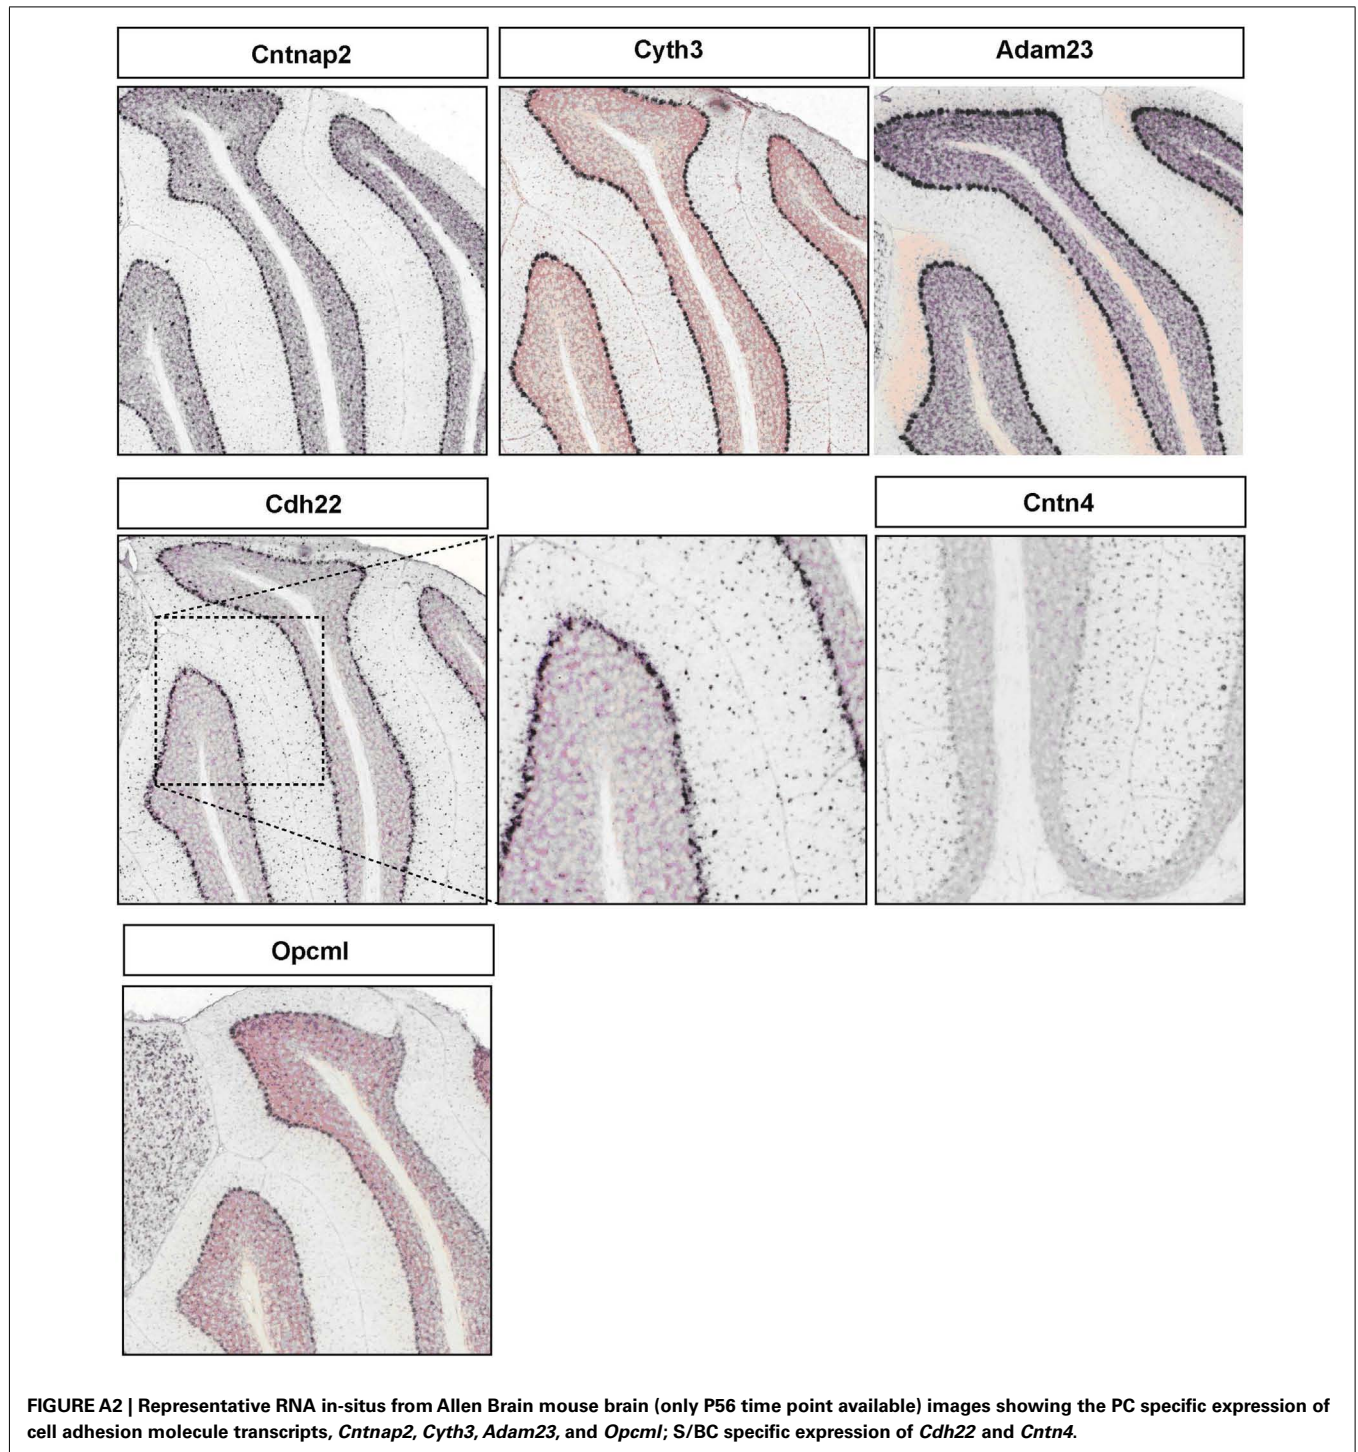 Cntnap2
Cyth3
Adam23
Cdh22
Cntn4
Opcml
FIGURE A2 | Representative RNA in-situs from Allen Brain mouse brain (only P56 time point available) images showing the PC specific expression of
cell adhesion molecule transcripts, Cntnap2, Cyth3, Adam23, and Opcml; S/BC specific expression of Cdh22 and Cntn4.